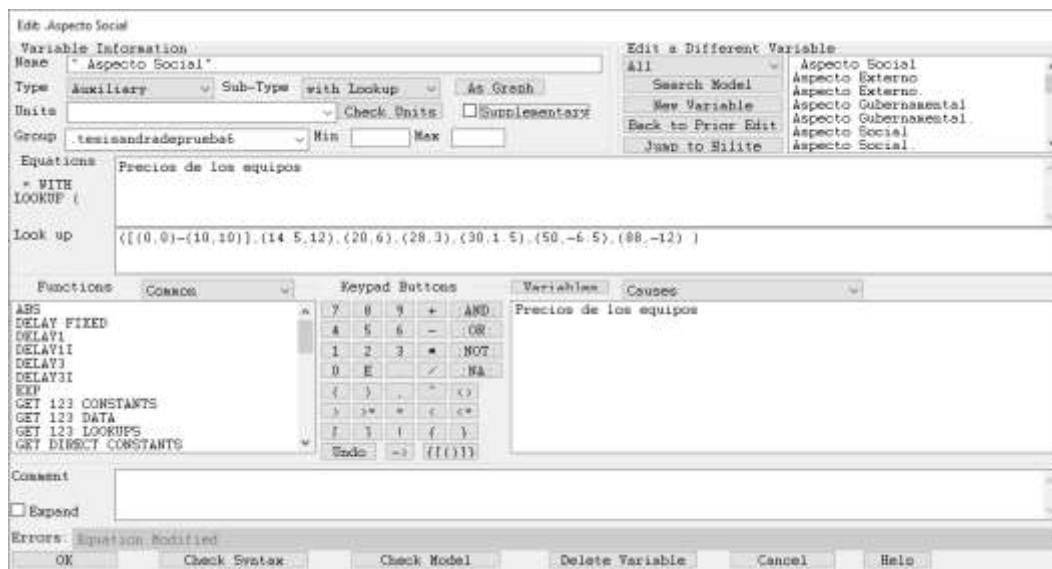 Edit: .Aspecto Social
Variable Information
Edit a Different Variable
Name " Aspecto Social"
All
Aspecto Social
Aspecto Externo
Aspecto Externo.
Aspecto Gubernamental
Aspecto Gubernamental.
Aspecto Social
Aspecto Social.
Type Auxiliary Sub-Type with Lookup As Graph
Search Model
Units Check Units Supplementary
New Variable
Back to Prior Edit
Group .tesisandradeprueba6 Min Max
Jump to Hilite
Equations
= WITH
LOOKUP (
Precios de los equipos
Look up
([(0,0)-(10,10)],(14.5,12),(20,6),(28,3),(30,1.5),(50,-6.5),(88,-12) )
Functions Common Keypad Buttons Variables Causes
ABS
DELAY FIXED
DELAY1
DELAY1I
DELAY3
DELAY3I
EXP
GET 123 CONSTANTS
GET 123 DATA
GET 123 LOOKUPS
GET DIRECT CONSTANTS
7 8 9 + :AND:
4 5 6 - :OR:
1 2 3 * :NOT:
0 E . / :NA:
( ) , ^ <>
> >= = < <=
[ ] ! { }
Undo -> {[()]}
Precios de los equipos
Comment
Expand
Errors: Equation Modified
OK Check Syntax Check Model Delete Variable Cancel Help